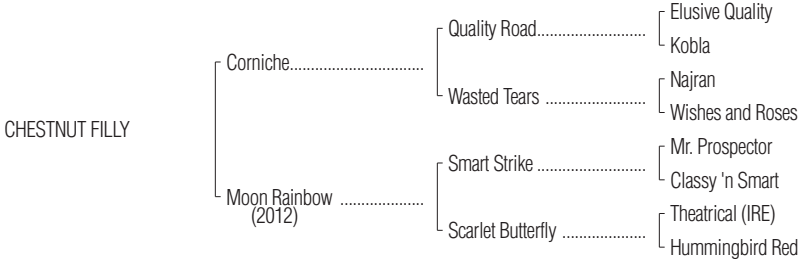 CHESTNUT FILLY
Corniche................................
Moon Rainbow ....................
(2012)
Quality Road..........................
Wasted Tears ........................
Smart Strike ..........................
Scarlet Butterfly ....................
Elusive Quality
Kobla
Najran
Wishes and Roses
Mr. Prospector
Classy 'n Smart
Theatrical (IRE)
Hummingbird Red